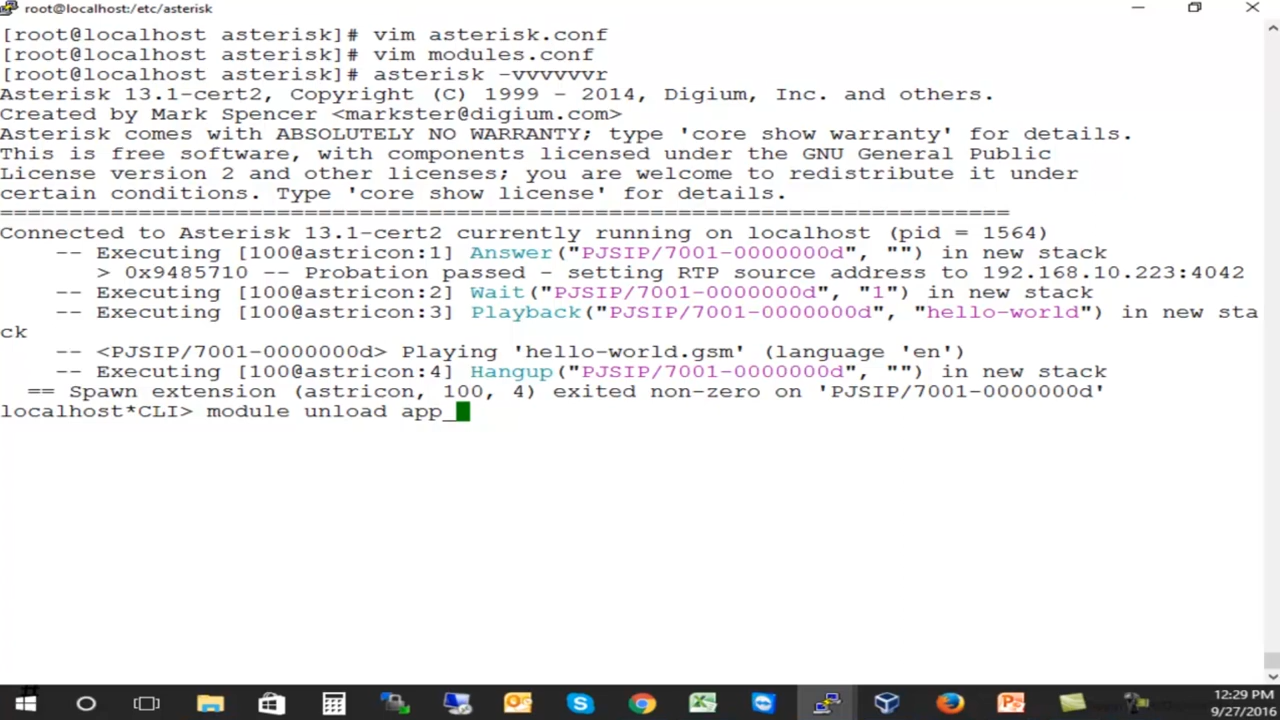 root@localhost:/etc/asterisk
[root@localhost asterisk]# vim asterisk.conf
[root@localhost asterisk]# vim modules.conf
[root@localhost asterisk]# asterisk -vvvvvvr
Asterisk 13.1-cert2, Copyright (C) 1999 - 2014, Digium, Inc. and others.
Created by Mark Spencer <markster@digium.com>
Asterisk comes with ABSOLUTELY NO WARRANTY; type 'core show warranty' for details.
This is free software, with components licensed under the GNU General Public
License version 2 and other licenses; you are welcome to redistribute it under
certain conditions. Type 'core show license' for details.
=========================================================================
Connected to Asterisk 13.1-cert2 currently running on localhost (pid = 1564)
    -- Executing [100@astricon:1] Answer("PJSIP/7001-0000000d", "") in new stack
       > 0x9485710 -- Probation passed - setting RTP source address to 192.168.10.223:4042
    -- Executing [100@astricon:2] Wait("PJSIP/7001-0000000d", "1") in new stack
    -- Executing [100@astricon:3] Playback("PJSIP/7001-0000000d", "hello-world") in new sta
ck
    -- <PJSIP/7001-0000000d> Playing 'hello-world.gsm' (language 'en')
    -- Executing [100@astricon:4] Hangup("PJSIP/7001-0000000d", "") in new stack
  == Spawn extension (astricon, 100, 4) exited non-zero on 'PJSIP/7001-0000000d'
localhost*CLI> module unload app_
12:29 PM
9/27/2016